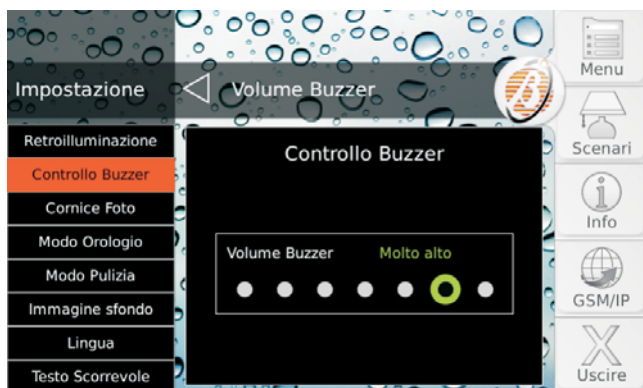 Impostazione
Volume Buzzer
Retroilluminazione
Controllo Buzzer
Cornice Foto
Modo Orologio
Modo Pulizia
Immagine sfondo
Lingua
Testo Scorrevole
Controllo Buzzer
Volume Buzzer Molto alto
Menu
Scenari
Info
GSM/IP
Uscire